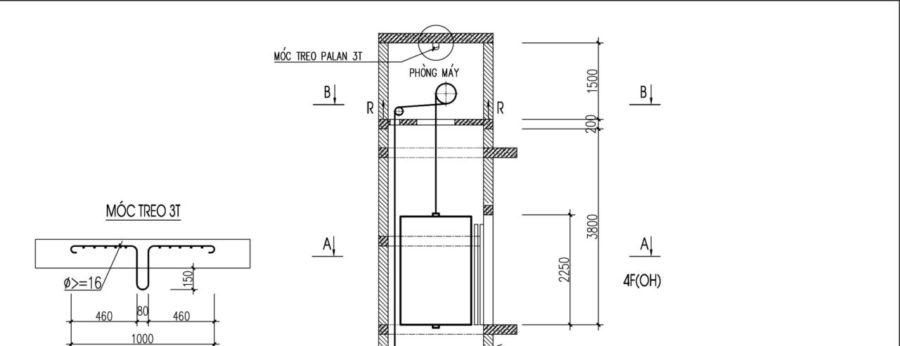 MÓC TREO PALAN 3T
PHÒNG MÁY
B
B
R
R
1500
200
MÓC TREO 3T
A
A
3800
2250
4F(OH)
Ø>=16
150
460
80
460
1000